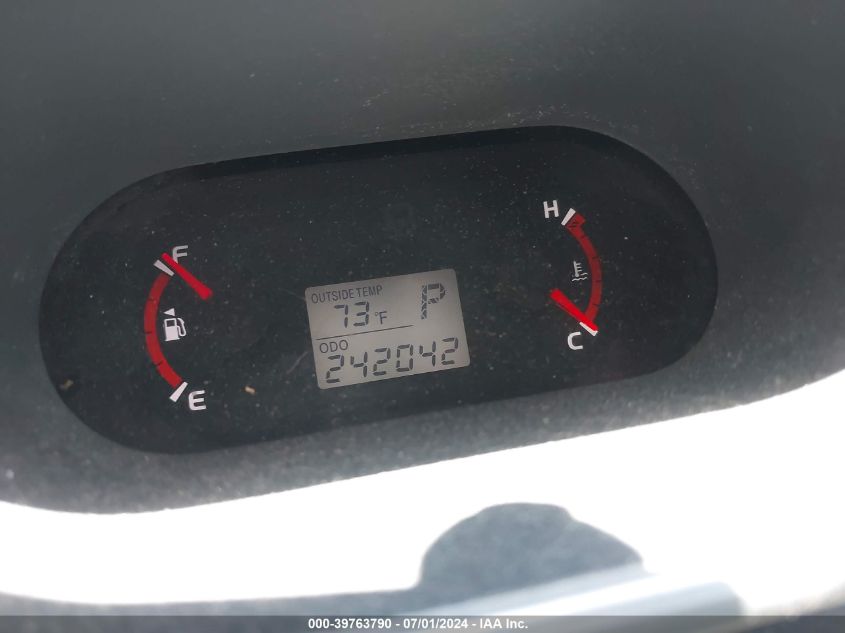 F
H
OUTSIDE TEMP
P
73°F
ODO
242042
E
C
000-39763790 - 07/01/2024 - IAA Inc.